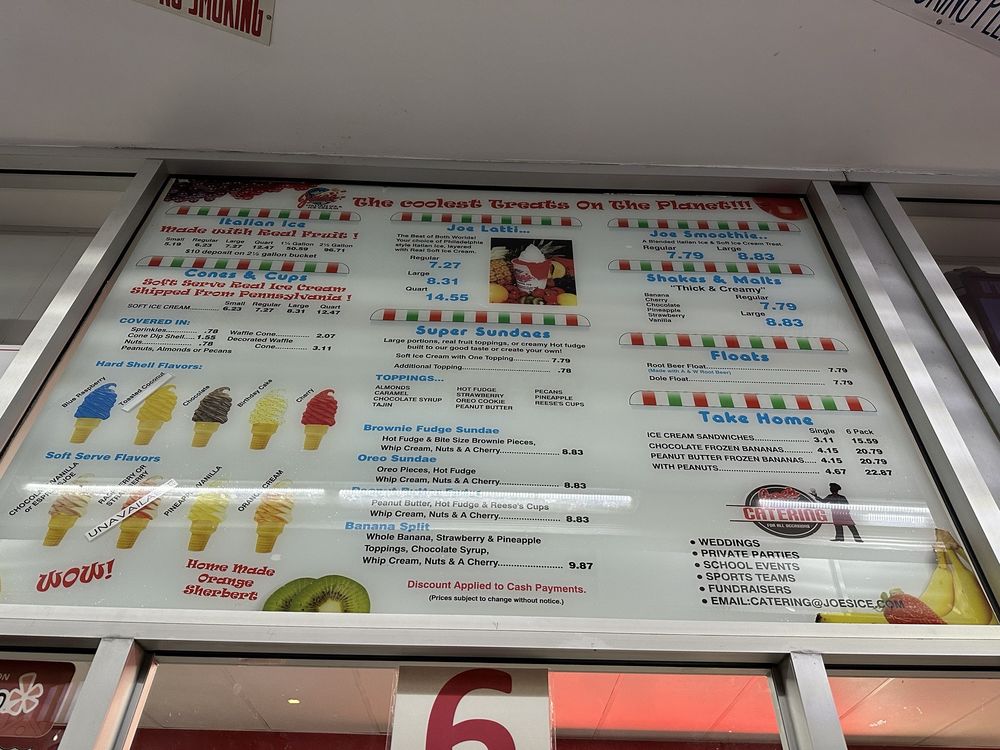 NO SMOKING
The coolest Treats On The Planet!!!
Italian Ice
Made with Real Fruit !
Small Regular Large Quart 1½ Gallon 2½ Gallon
5.19 6.23 7.27 12.47 50.59 96.71
$10 deposit on 2½ gallon bucket
Cones & Cups
Soft Serve Real Ice Cream
Shipped From Pennsylvania !
Small Regular Large Quart
SOFT ICE CREAM.............. 6.23 7.27 8.31 12.47
COVERED IN:
Sprinkles............. .78
Cone Dip Shell.... 1.55
Nuts.................... .78
Peanuts, Almonds or Pecans
Waffle Cone............. 2.07
Decorated Waffle
Cone............ 3.11
Hard Shell Flavors:
Blue Raspberry
Toasted Coconut
Chocolate
Birthday Cake
Cherry
Soft Serve Flavors
UNAVAILA
WOW!
Home Made
Orange
Sherbert
Joe Latti...
The Best of Both Worlds!
Your choice of Philadelphia
style Italian Ice, layered
with Real Soft Ice Cream.
Regular
7.27
Large
8.31
Quart
14.55
Super Sundaes
Large portions, real fruit toppings, or creamy Hot fudge
built to our good taste or create your own!
Soft Ice Cream with One Topping................ 7.79
Additional Topping.................................... .78
TOPPINGS...
ALMONDS
CARAMEL
CHOCOLATE SYRUP
TAJIN
HOT FUDGE
STRAWBERRY
OREO COOKIE
PEANUT BUTTER
PECANS
PINEAPPLE
REESE'S CUPS
Brownie Fudge Sundae
Hot Fudge & Bite Size Brownie Pieces,
Whip Cream, Nuts & A Cherry.................. 8.83
Oreo Sundae
Oreo Pieces, Hot Fudge
Whip Cream, Nuts & A Cherry................... 8.83
Peanut Butter, Hot Fudge & Reese's Cups
Whip Cream, Nuts & A Cherry.................... 8.83
Banana Split
Whole Banana, Strawberry & Pineapple
Toppings, Chocolate Syrup,
Whip Cream, Nuts & A Cherry..................... 9.87
Discount Applied to Cash Payments.
(Prices subject to change without notice.)
Joe Smoothie..
A Blended Italian Ice & Soft Ice Cream Treat.
Regular Large
7.79 8.83
Shakes & Malts
"Thick & Creamy"
Banana
Cherry
Chocolate
Pineapple
Strawberry
Vanilla
Regular
7.79
Large
8.83
Floats
Root Beer Float................................ 7.79
(Made with A & W Root Beer)
Dole Float...................................... 7.79
Take Home
Single 6 Pack
ICE CREAM SANDWICHES................ 3.11 15.59
CHOCOLATE FROZEN BANANAS.... 4.15 20.79
PEANUT BUTTER FROZEN BANANAS.... 4.15 20.79
WITH PEANUTS........................... 4.67 22.87
CATERING
FOR ALL OCCASIONS
• WEDDINGS
• PRIVATE PARTIES
• SCHOOL EVENTS
• SPORTS TEAMS
• FUNDRAISERS
• EMAIL:CATERING@JOESICE.COM
6